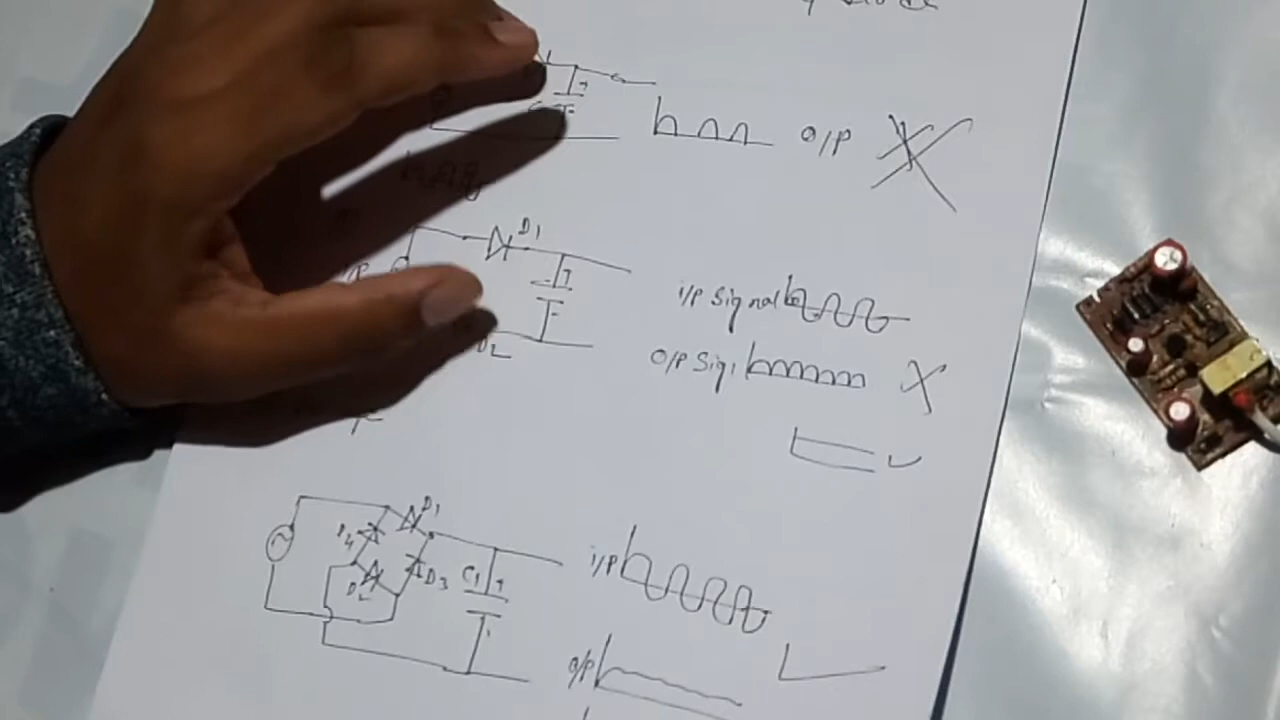 O/P
D1
i/P Signal
D2
O/P Sig.
D1
D4
D2
D3
C1
i/P
O/P